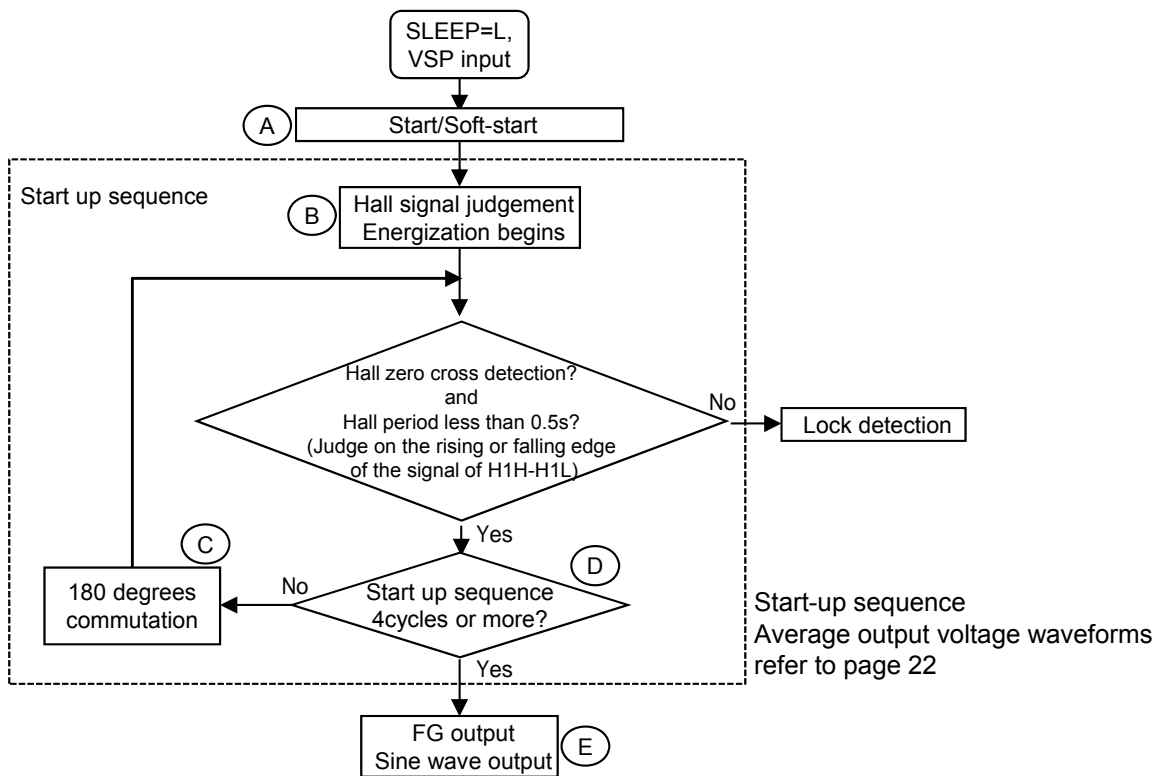 SLEEP=L,
VSP input
A
Start/Soft-start
Start up sequence
B
Hall signal judgement
Energization begins
Hall zero cross detection?
and
Hall period less than 0.5s?
(Judge on the rising or falling edge
of the signal of H1H-H1L)
No
Lock detection
Yes
C
D
180 degrees
commutation
No
Start up sequence
4cycles or more?
Start-up sequence
Average output voltage waveforms
refer to page 22
Yes
FG output
Sine wave output
E